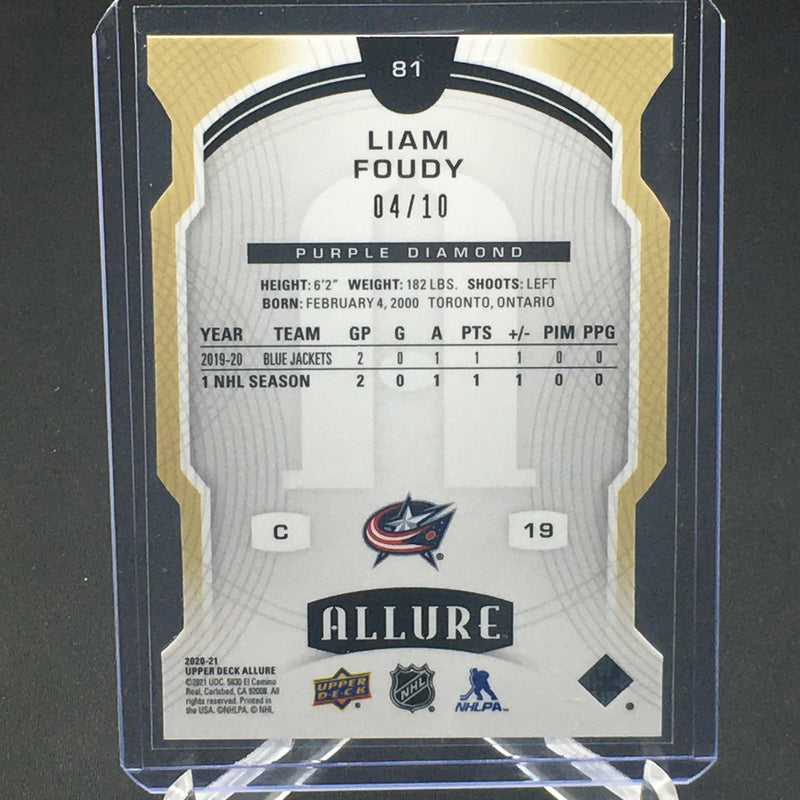 81
LIAM
FOUDY
04/10
PURPLE DIAMOND
HEIGHT: 6'2" WEIGHT: 182 LBS. SHOOTS: LEFT
BORN: FEBRUARY 4, 2000 TORONTO, ONTARIO
YEAR TEAM GP G A PTS +/- PIM PPG
2019-20 BLUE JACKETS 2 0 1 1 1 0 0
1 NHL SEASON 2 0 1 1 1 0 0
C 19
ALLURE™
2020-21
UPPER DECK ALLURE
©2021 UDC. 5830 El Camino
Real, Carlsbad, CA 92008. All
rights reserved. Printed in
the USA. ©NHLPA. © NHL
UPPER DECK ® NHL ® NHLPA™ ®